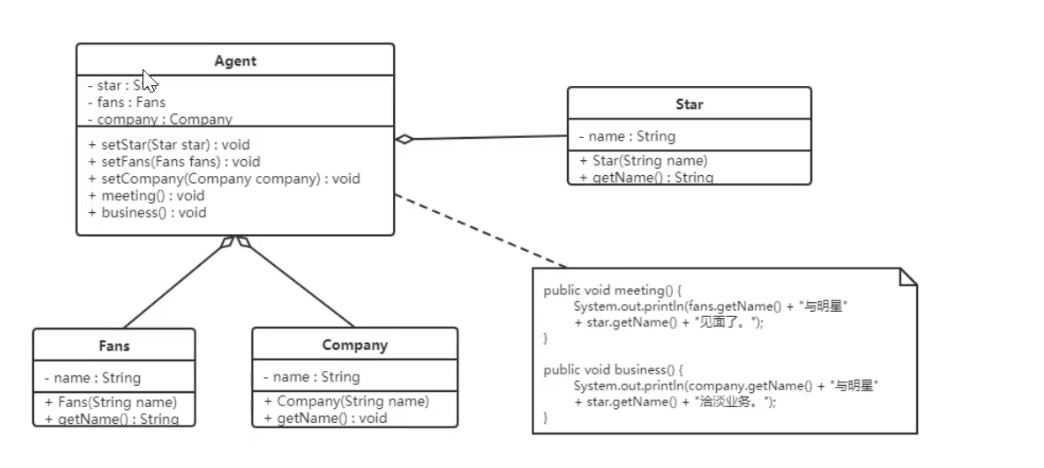 Agent
- star :
- fans : Fans
- company : Company
+ setStar(Star star) : void
+ setFans(Fans fans) : void
+ setCompany(Company company) : void
+ meeting() : void
+ business() : void
Star
- name : String
+ Star(String name)
+ getName() : String
public void meeting() {
System.out.println(fans.getName() + "与明星"
+ star.getName() + "见面了。");
}
public void business() {
System.out.println(company.getName() + "与明星"
+ star.getName() + "洽淡业务。");
}
Fans
- name : String
+ Fans(String name)
+ getName() : String
Company
- name : String
+ Company(String name)
+ getName() : void